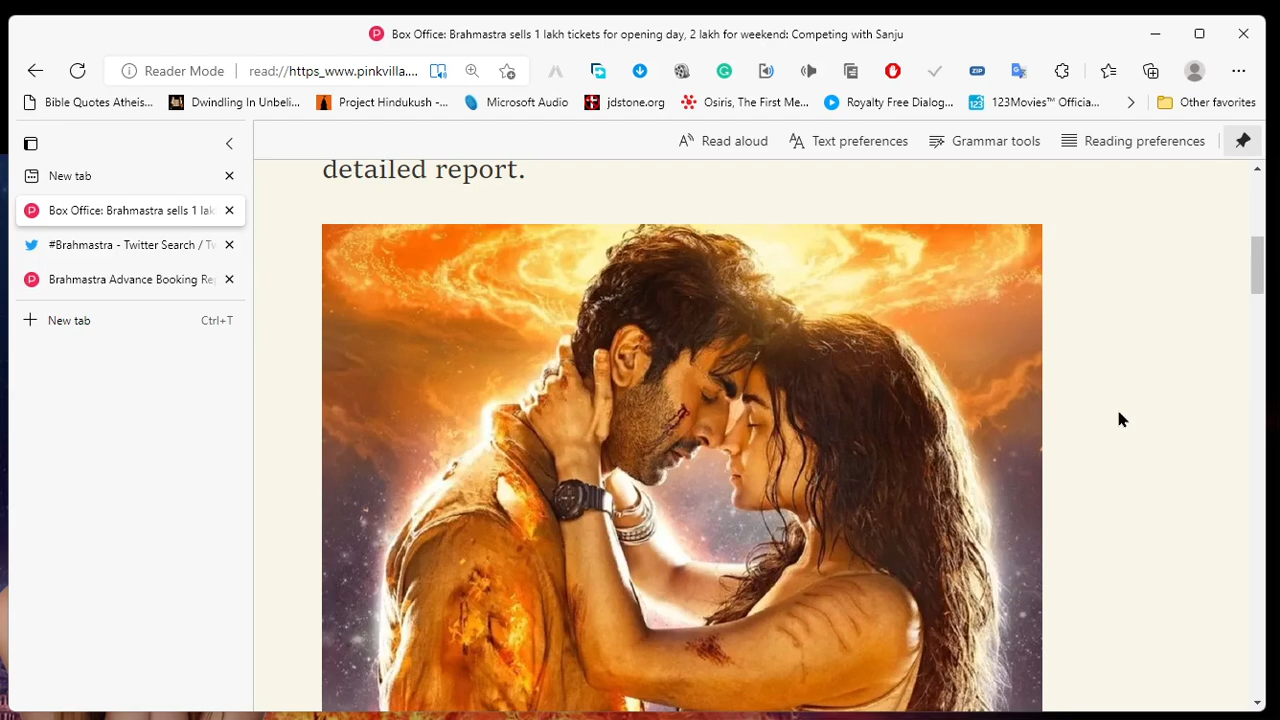 Box Office: Brahmastra sells 1 lakh tickets for opening day, 2 lakh for weekend: Competing with Sanju
Reader Mode read://https_www.pinkvilla....
Bible Quotes Atheis... Dwindling In Unbeli... Project Hindukush -... Microsoft Audio jdstone.org Osiris, The First Me... Royalty Free Dialog... 123Movies™ Officia... Other favorites
Read aloud Text preferences Grammar tools Reading preferences
New tab
Box Office: Brahmastra sells 1 lak
#Brahmastra - Twitter Search / Tw
Brahmastra Advance Booking Re
New tab Ctrl+T
detailed report.